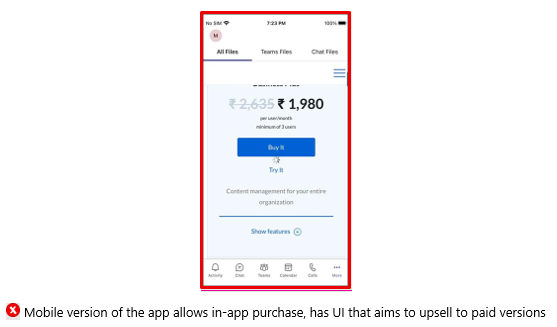 No SIM 7:23 PM 100%
M
All Files Teams Files Chat Files
Business Plus
₹ 2,635 ₹ 1,980
per user/month
minimum of 3 users
Buy It
Try It
Content management for your entire
organization
Show features
Activity Chat Teams Calendar Calls More
Mobile version of the app allows in-app purchase, has UI that aims to upsell to paid versions